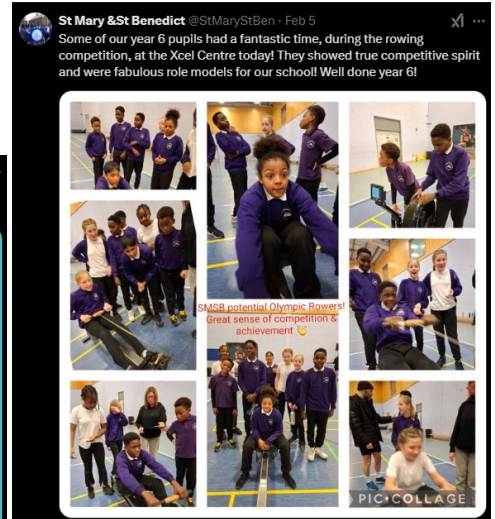 St Mary &St Benedict @StMaryStBen · Feb 5
Some of our year 6 pupils had a fantastic time, during the rowing
competition, at the Xcel Centre today! They showed true competitive spirit
and were fabulous role models for our school! Well done year 6!
SMSB potential Olympic Rowers!
Great sense of competition &
achievement 👏
PIC•COLLAGE